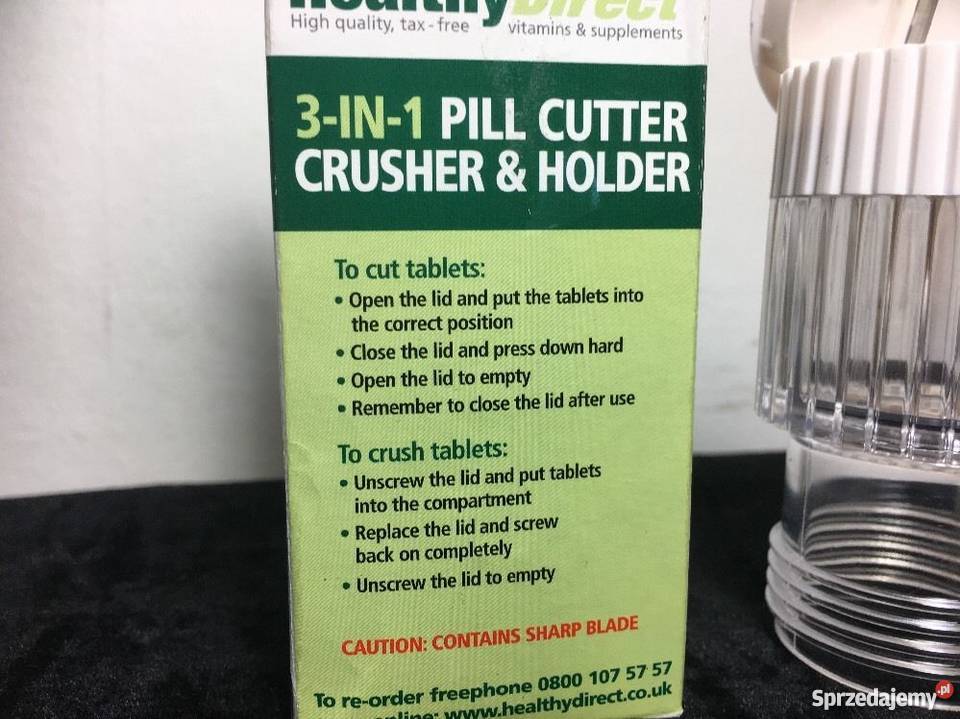 HealthyDirect
High quality, tax-free vitamins & supplements
3-IN-1 PILL CUTTER
CRUSHER & HOLDER
To cut tablets:
• Open the lid and put the tablets into
the correct position
• Close the lid and press down hard
• Open the lid to empty
• Remember to close the lid after use
To crush tablets:
• Unscrew the lid and put tablets
into the compartment
• Replace the lid and screw
back on completely
• Unscrew the lid to empty
CAUTION: CONTAINS SHARP BLADE
To re-order freephone 0800 107 57 57
online: www.healthydirect.co.uk
Sprzedajemy.pl